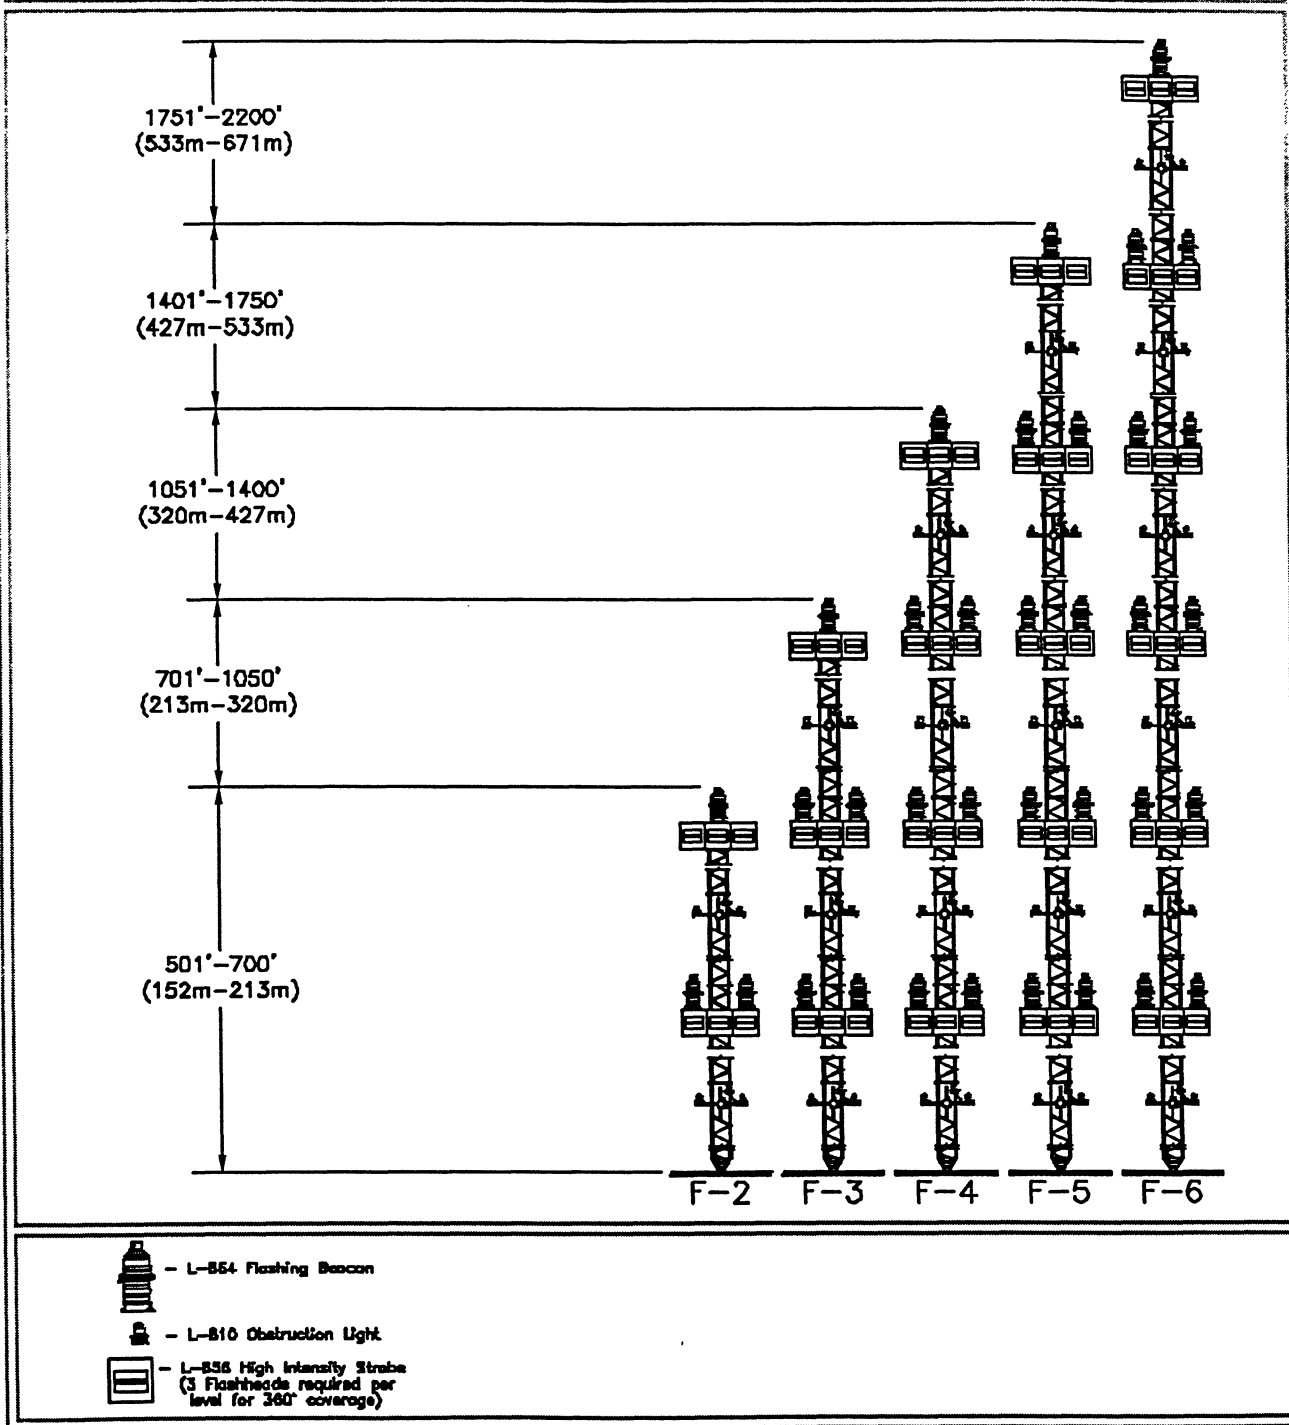 1751'-2200'
(533m-671m)
1401'-1750'
(427m-533m)
1051'-1400'
(320m-427m)
701'-1050'
(213m-320m)
501'-700'
(152m-213m)
F-2 F-3 F-4 F-5 F-6
- L-864 Flashing Beacon
- L-810 Obstruction Light
- L-856 High Intensity Strobe
(3 Flashheads required per
level for 360° coverage)